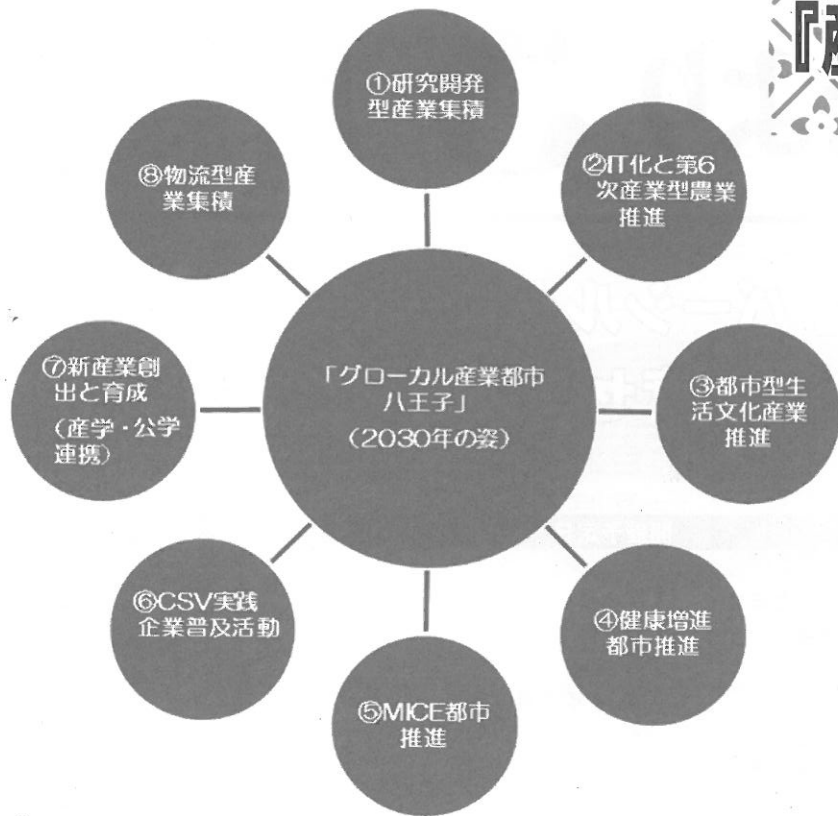 ①研究開発
型産業集積
②IT化と第6
次産業型農業
推進
③都市型生
活文化産業
推進
④健康増進
都市推進
⑤MICE都市
推進
⑥CSV実践
企業普及活動
⑦新産業創
出と育成
(産学・公学
連携)
⑧物流型産
業集積
「グローカル産業都市
八王子」
(2030年の姿)